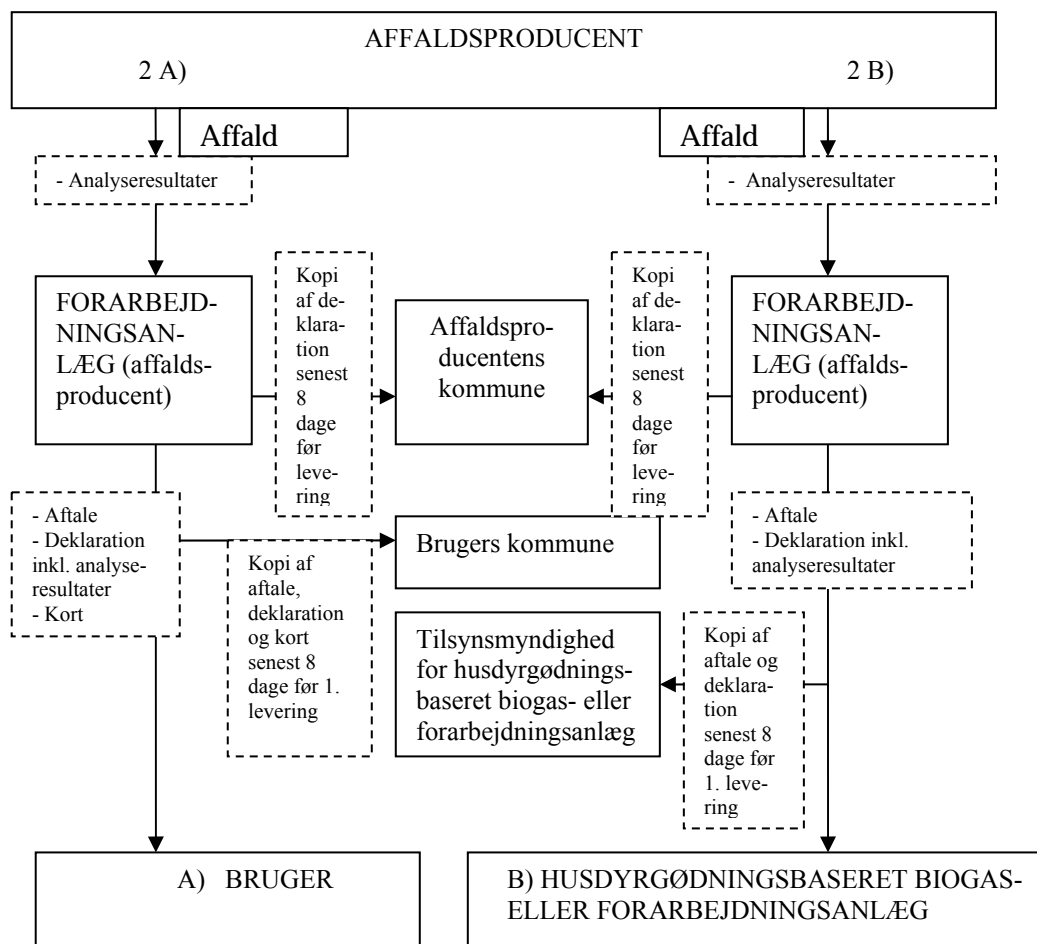 AFFALDSPRODUCENT
2 A)
2 B)
Affald
Affald
- Analyseresultater
- Analyseresultater
FORARBEJD-
NINGSAN-
LÆG (affalds-
producent)
Kopi
af de-
klara-
tion
senest
8
dage
før
leve-
ring
Affaldspro-
ducentens
kommune
Kopi
af de-
klara-
tion
senest
8
dage
før
leve-
ring
FORARBEJD-
NINGSAN-
LÆG (affalds-
producent)
- Aftale
- Deklaration
inkl. analyse-
resultater
- Kort
Kopi af
aftale,
deklaration
og kort
senest 8
dage før 1.
levering
Brugers kommune
- Aftale
- Deklaration inkl.
analyseresultater
Tilsynsmyndighed
for husdyrgødnings-
baseret biogas- eller
forarbejdningsanlæg
Kopi af
aftale og
deklara-
tion
senest 8
dage før
1. leve-
ring
A) BRUGER
B) HUSDYRGØDNINGSBASERET BIOGAS-
ELLER FORARBEJDNINGSANLÆG